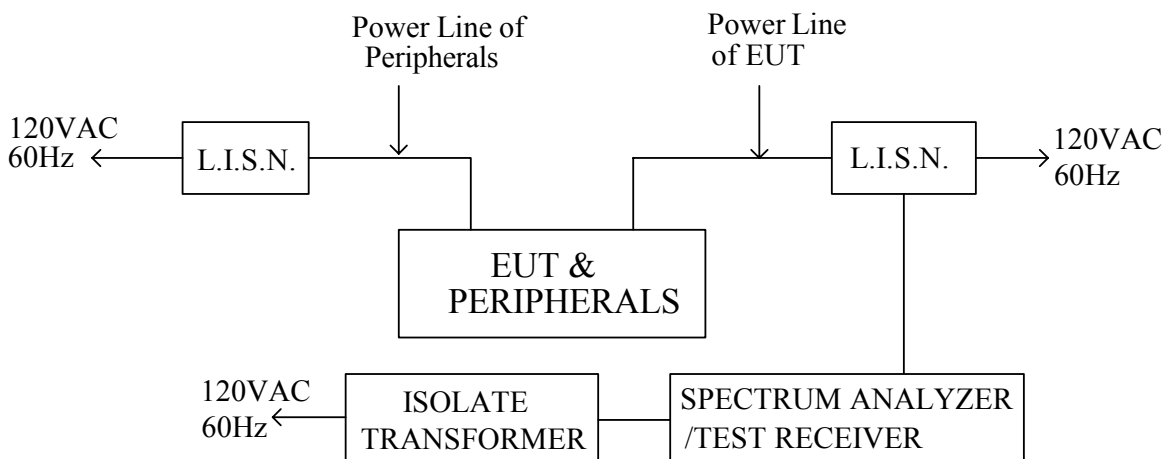 Power Line of
Peripherals
Power Line
of EUT
120VAC
60Hz
L.I.S.N.
L.I.S.N.
120VAC
60Hz
EUT &
PERIPHERALS
120VAC
60Hz
ISOLATE
TRANSFORMER
SPECTRUM ANALYZER
/TEST RECEIVER